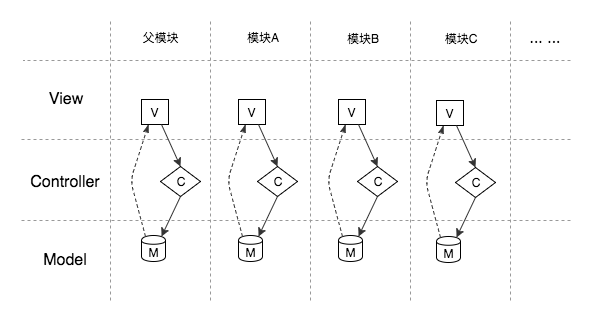 父模块 模块A 模块B 模块C ... ...
View
V V V V
Controller
C C C C
Model
M M M M